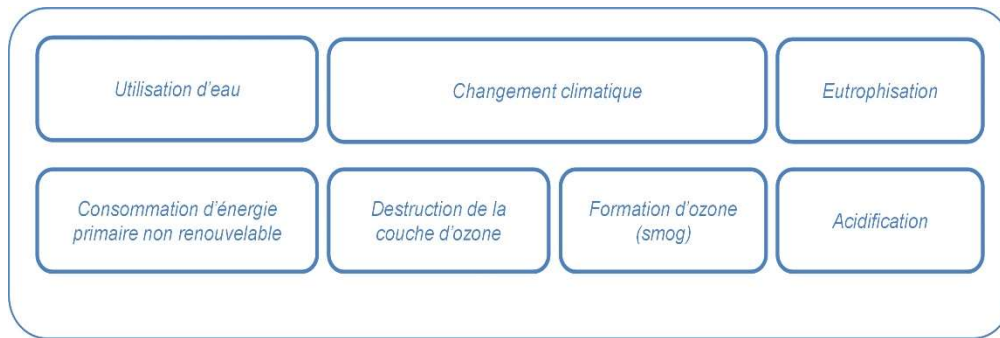 Utilisation d'eau
Changement climatique
Eutrophisation
Consommation d'énergie
primaire non renouvelable
Destruction de la
couche d'ozone
Formation d'ozone
(smog)
Acidification